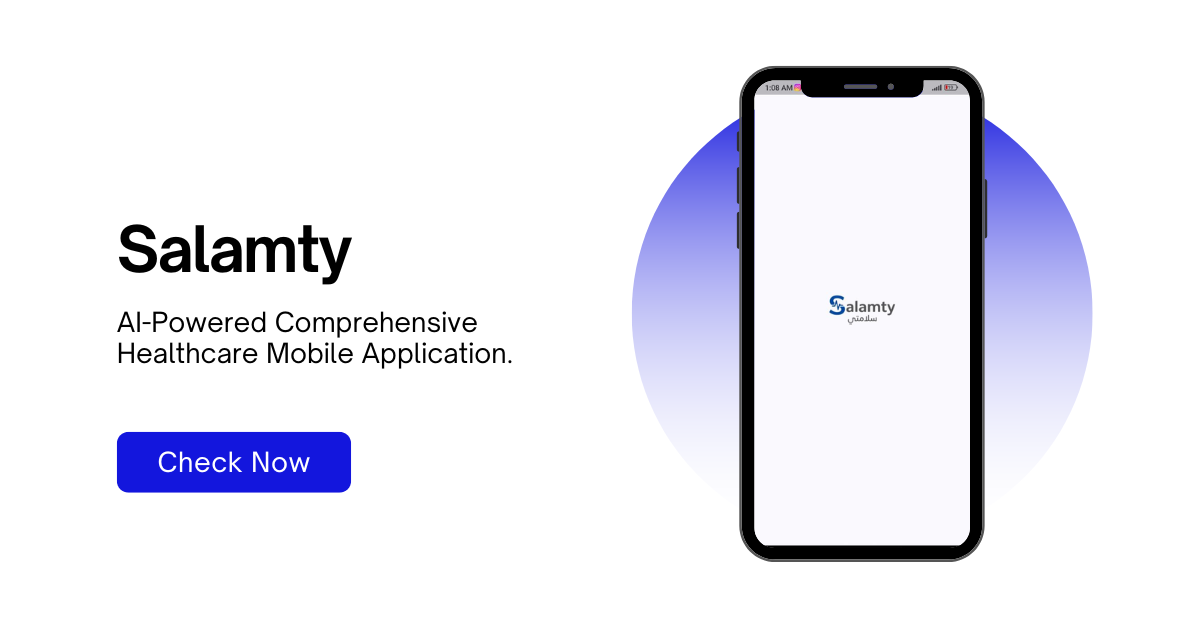 Salamty
AI-Powered Comprehensive
Healthcare Mobile Application.
Check Now
1:08 AM
Salamty
سلامتي